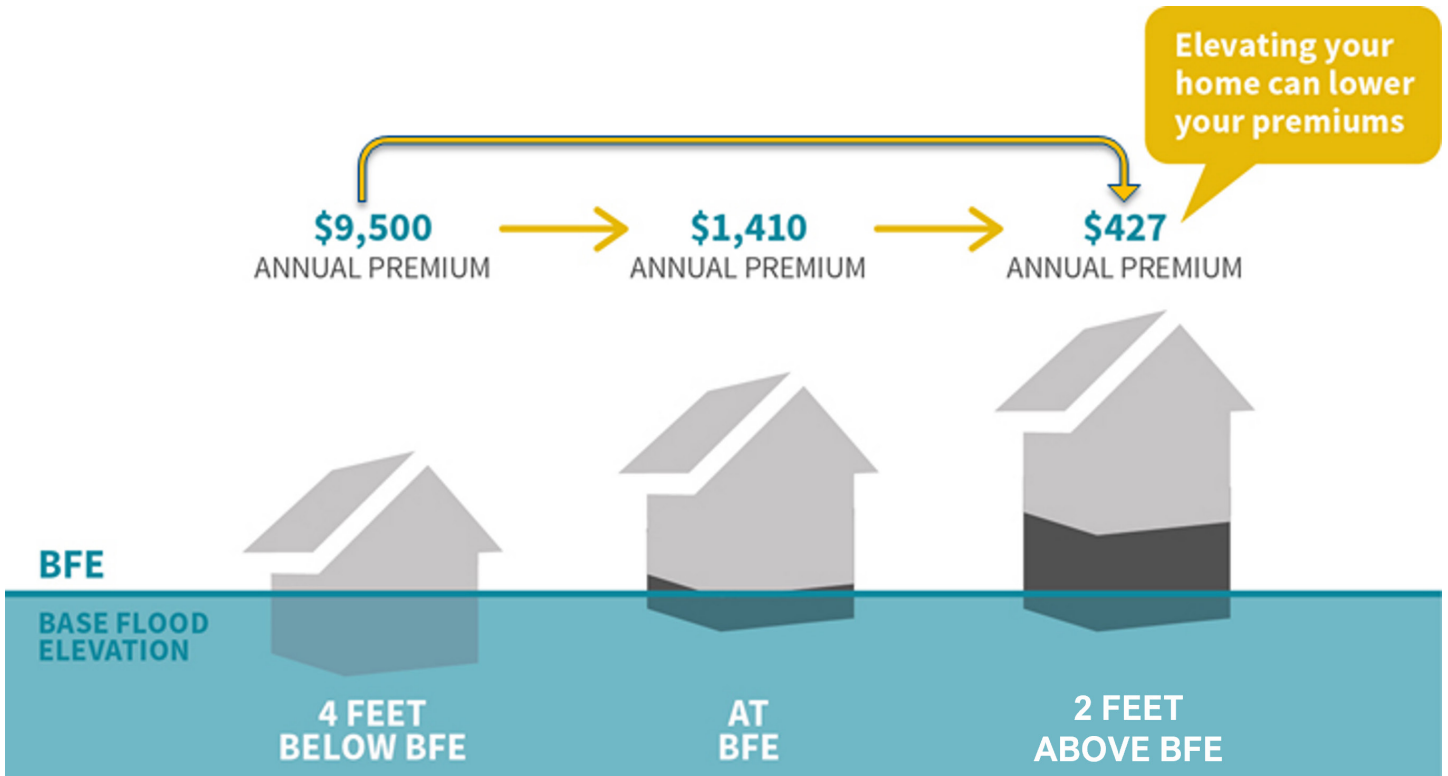 Elevating your
home can lower
your premiums
$9,500
ANNUAL PREMIUM
$1,410
ANNUAL PREMIUM
$427
ANNUAL PREMIUM
BFE
BASE FLOOD
ELEVATION
4 FEET
BELOW BFE
AT
BFE
2 FEET
ABOVE BFE